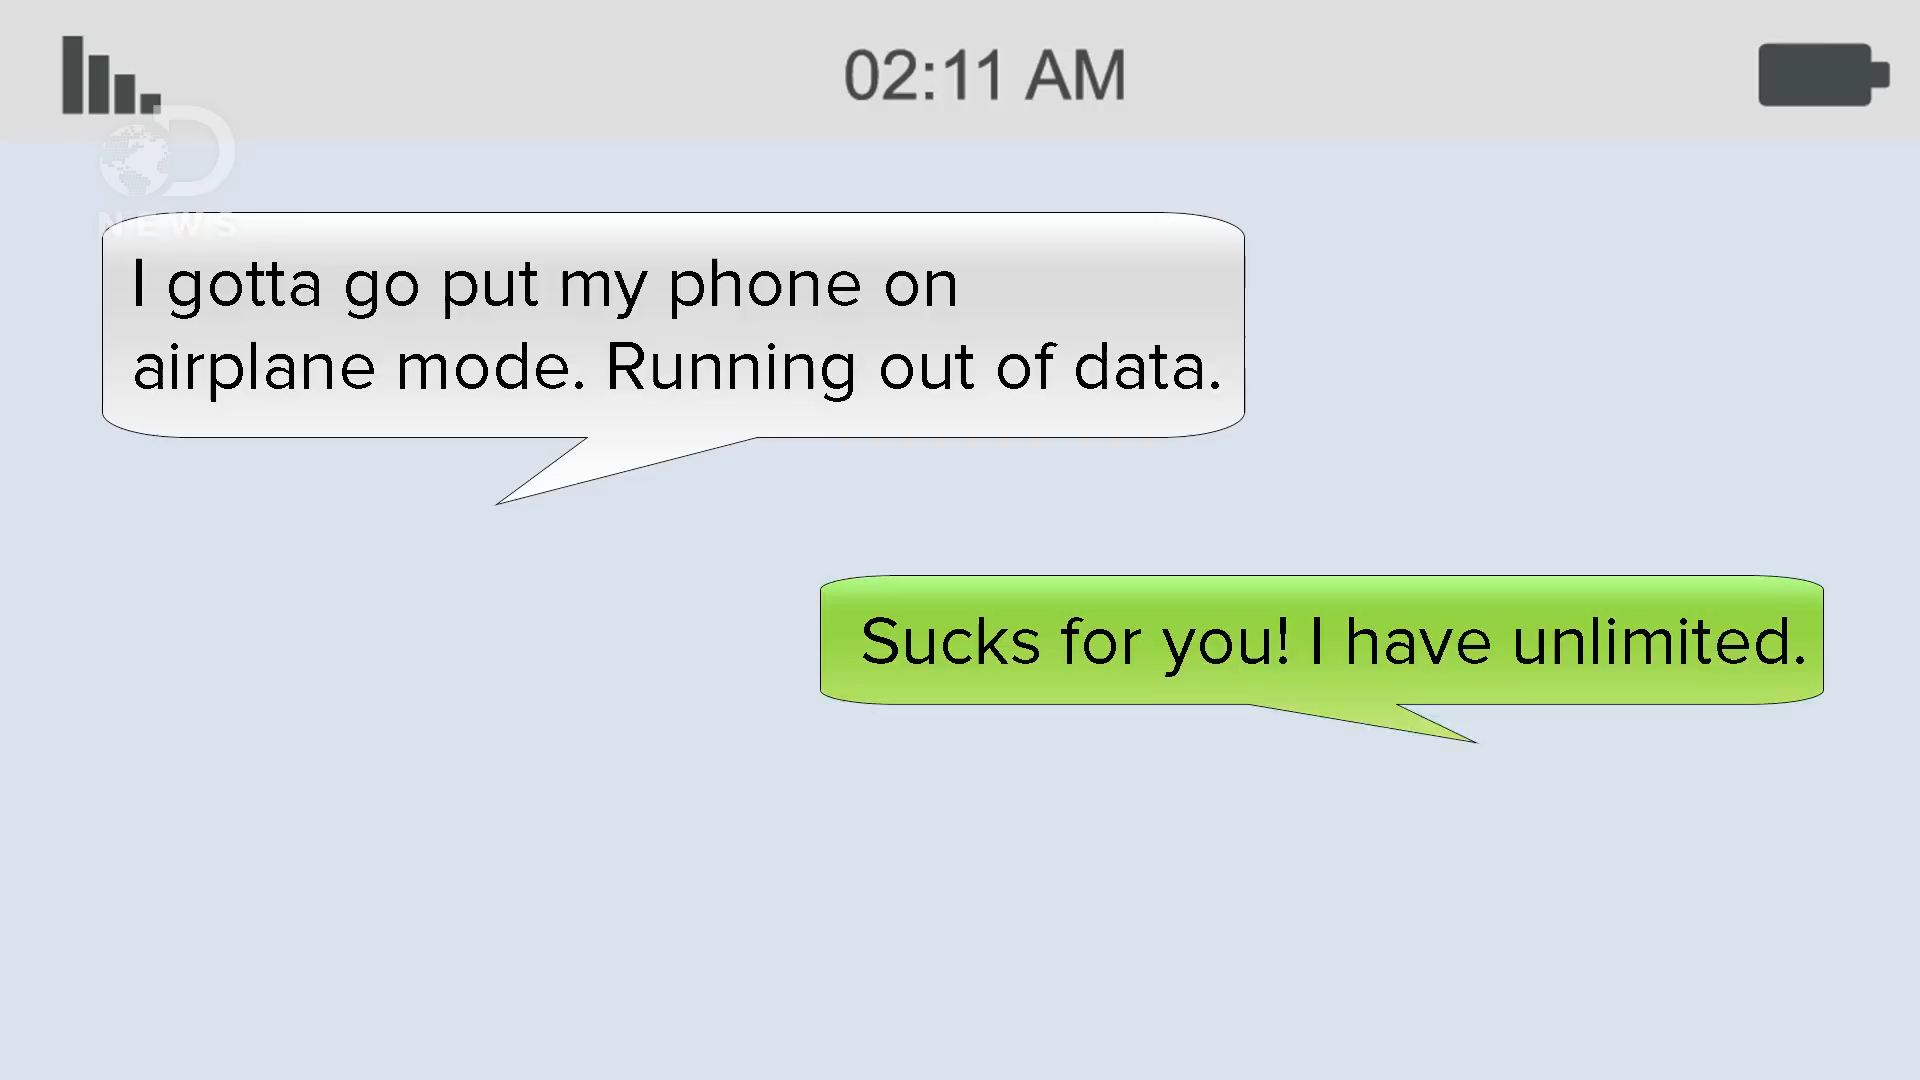 02:11 AM
NEWS
I gotta go put my phone on
airplane mode. Running out of data.
Sucks for you! I have unlimited.